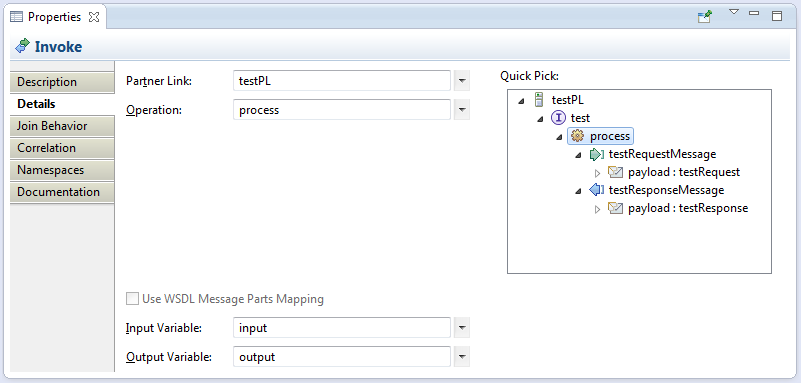 Properties
Invoke
Description
Details
Join Behavior
Correlation
Namespaces
Documentation
Partner Link: testPL
Operation: process
Use WSDL Message Parts Mapping
Input Variable: input
Output Variable: output
Quick Pick:
testPL
test
process
testRequestMessage
payload : testRequest
testResponseMessage
payload : testResponse